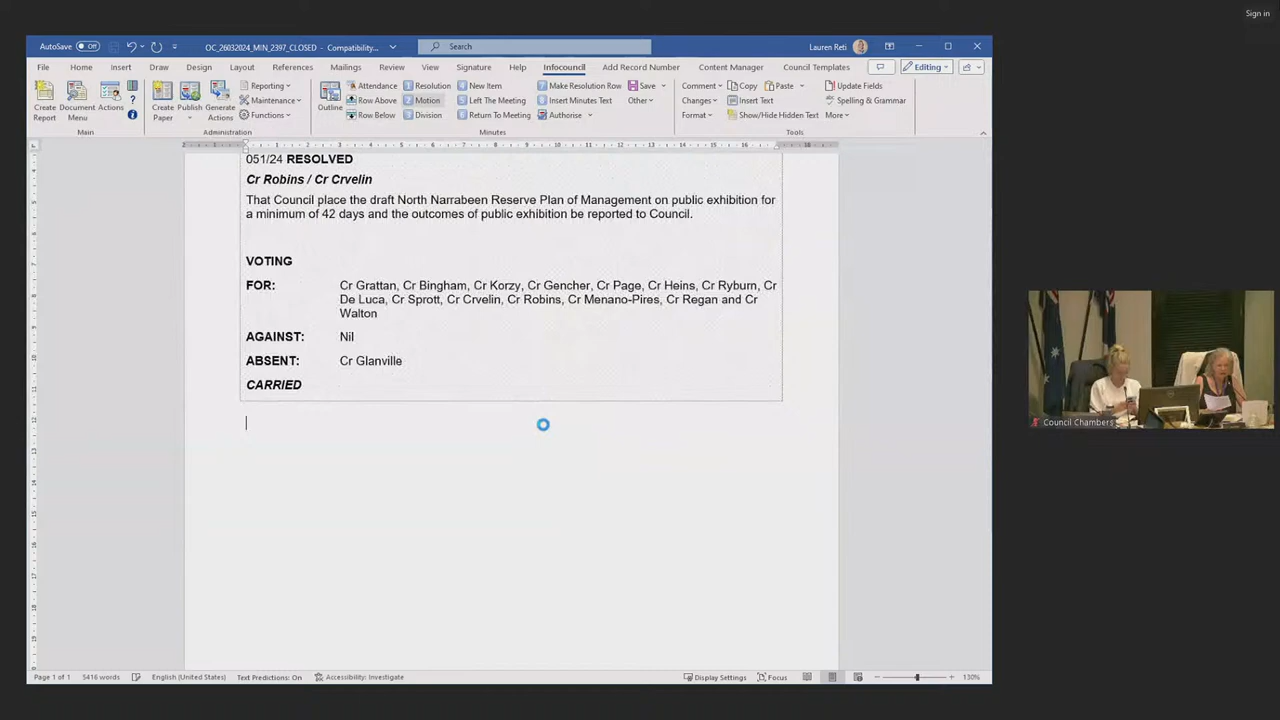 Sign in
AutoSave Off OC_26032024_MIN_2397_CLOSED - Compatibility... Search Lauren Reti
File Home Insert Draw Design Layout References Mailings Review View Signature Help Infocouncil Add Record Number Content Manager Council Templates Editing
Create Report
Document Menu
Actions
Main
Create Paper
Publish
Generate Actions
Reporting
Maintenance
Functions
Administration
Outline
Attendance
Row Above
Row Below
1 Resolution
2 Motion
3 Division
New Item
Left The Meeting
Return To Meeting
Make Resolution Row
Insert Minutes Text
Authorise
Save
Other
Minutes
Comment
Changes
Format
Copy
Paste
Insert Text
Show/Hide Hidden Text
Update Fields
Spelling & Grammar
More
Tools
051/24 RESOLVED
Cr Robins / Cr Crvelin
That Council place the draft North Narrabeen Reserve Plan of Management on public exhibition for
a minimum of 42 days and the outcomes of public exhibition be reported to Council.
VOTING
FOR: Cr Grattan, Cr Bingham, Cr Korzy, Cr Gencher, Cr Page, Cr Heins, Cr Ryburn, Cr
De Luca, Cr Sprott, Cr Crvelin, Cr Robins, Cr Menano-Pires, Cr Regan and Cr
Walton
AGAINST: Nil
ABSENT: Cr Glanville
CARRIED
Council Chambers
Page 1 of 1 5416 words English (United States) Text Predictions: On Accessibility: Investigate Display Settings Focus 130%